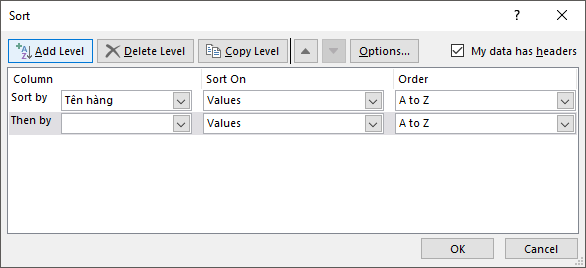 Sort ? ×
Add Level Delete Level Copy Level Options... My data has headers
Column Sort On Order
Sort by Tên hàng Values A to Z
Then by Values A to Z
OK Cancel